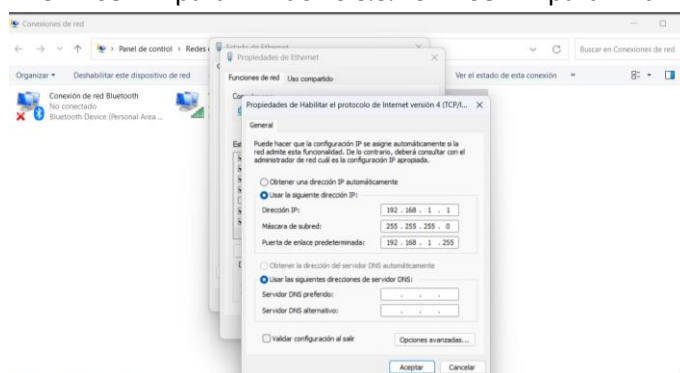 Conexiones de red
Panel de control › Redes
Buscar en Conexiones de red
Organizar
Deshabilitar este dispositivo de red
Ver el estado de esta conexión
Conexión de red Bluetooth
No conectado
Bluetooth Device (Personal Area ...
Propiedades de Ethernet
Funciones de red
Uso compartido
Propiedades de Habilitar el protocolo de Internet versión 4 (TCP/I...
General
Puede hacer que la configuración IP se asigne automáticamente si la
red admite esta funcionalidad. De lo contrario, deberá consultar con el
administrador de red cuál es la configuración IP apropiada.
Obtener una dirección IP automáticamente
Usar la siguiente dirección IP:
Dirección IP: 192 . 168 . 1 . 1
Máscara de subred: 255 . 255 . 255 . 0
Puerta de enlace predeterminada: 192 . 168 . 1 . 255
Obtener la dirección del servidor DNS automáticamente
Usar las siguientes direcciones de servidor DNS:
Servidor DNS preferido: . . .
Servidor DNS alternativo: . . .
Validar configuración al salir
Opciones avanzadas...
Aceptar
Cancelar